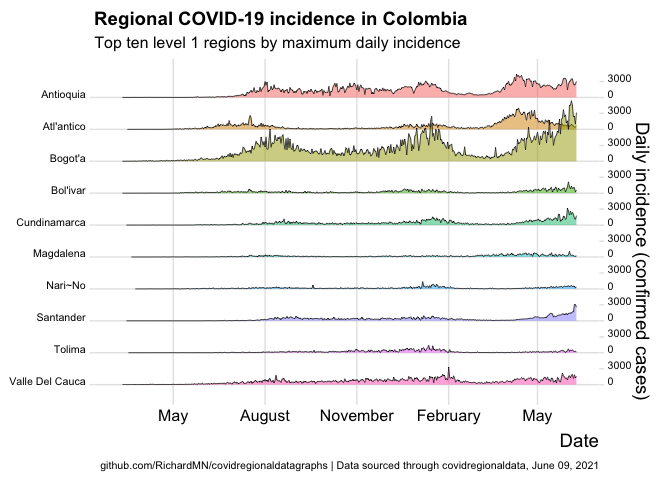 Regional COVID-19 incidence in Colombia
Top ten level 1 regions by maximum daily incidence
Antioquia
3000
0
Atl'antico
3000
0
Bogot'a
3000
0
Bol'ivar
3000
0
Cundinamarca
3000
0
Magdalena
3000
0
Nari~No
3000
0
Santander
3000
0
Tolima
3000
0
Valle Del Cauca
3000
0
Daily incidence (confirmed cases)
May August November February May
Date
github.com/RichardMN/covidregionaldatagraphs | Data sourced through covidregionaldata, June 09, 2021